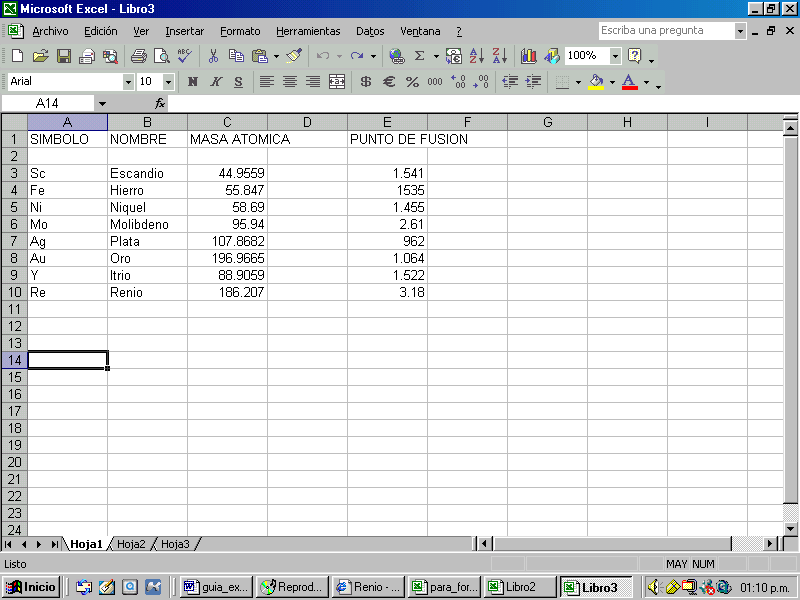 Microsoft Excel - Libro3
Archivo Edición Ver Insertar Formato Herramientas Datos Ventana ? Escriba una pregunta
100%
Arial 10 N K S $ € % 000
A14 fx
A B C D E F G H I
1 SIMBOLO NOMBRE MASA ATOMICA PUNTO DE FUSION
2
3 Sc Escandio 44.9559 1.541
4 Fe Hierro 55.847 1535
5 Ni Niquel 58.69 1.455
6 Mo Molibdeno 95.94 2.61
7 Ag Plata 107.8682 962
8 Au Oro 196.9665 1.064
9 Y Itrio 88.9059 1.522
10 Re Renio 186.207 3.18
11
12
13
14
15
16
17
18
19
20
21
22
23
24
Hoja1 Hoja2 Hoja3
Listo MAY NUM
Inicio guia_ex... Reprod... Renio - ... para_for... Libro2 Libro3 01:10 p.m.